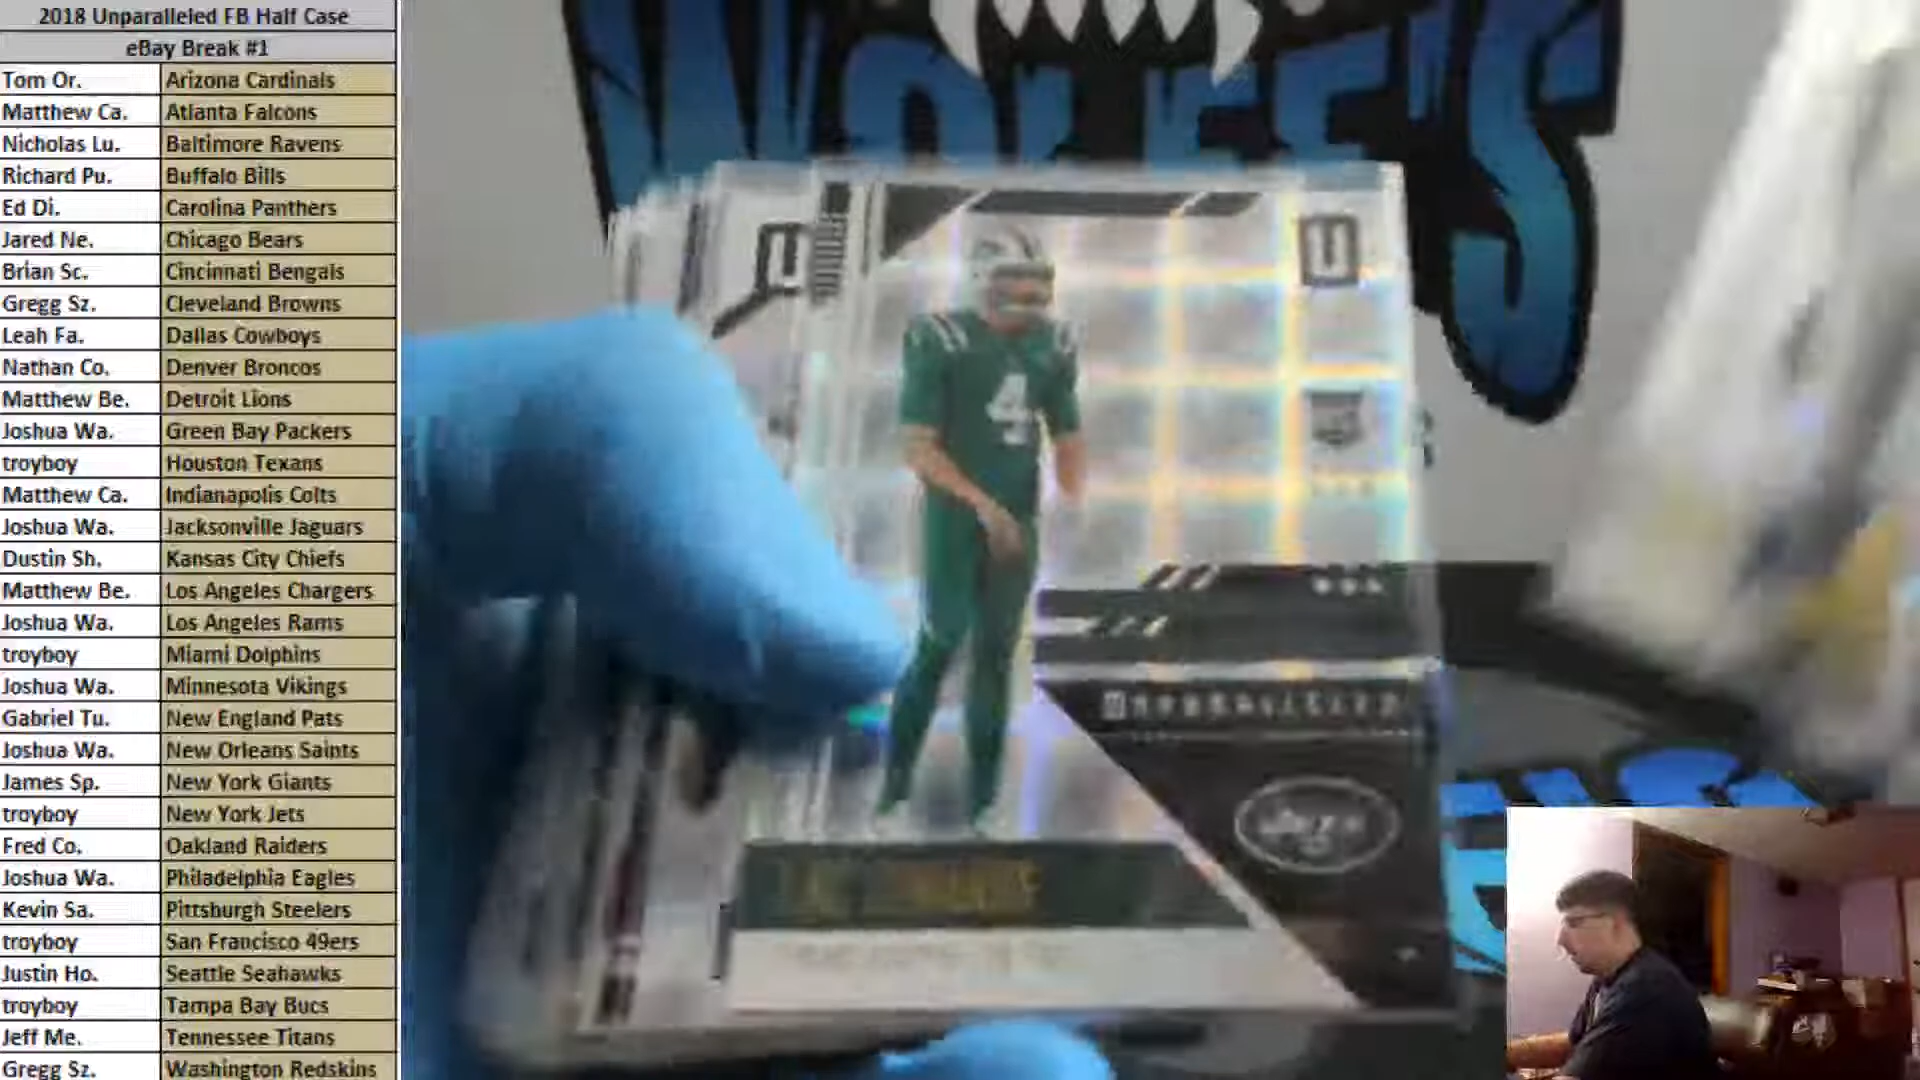 2018 Unparalleled FB Half Case
eBay Break #1
Tom Or. Arizona Cardinals
Matthew Ca. Atlanta Falcons
Nicholas Lu. Baltimore Ravens
Richard Pu. Buffalo Bills
Ed Di. Carolina Panthers
Jared Ne. Chicago Bears
Brian Sc. Cincinnati Bengals
Gregg Sz. Cleveland Browns
Leah Fa. Dallas Cowboys
Nathan Co. Denver Broncos
Matthew Be. Detroit Lions
Joshua Wa. Green Bay Packers
troyboy Houston Texans
Matthew Ca. Indianapolis Colts
Joshua Wa. Jacksonville Jaguars
Dustin Sh. Kansas City Chiefs
Matthew Be. Los Angeles Chargers
Joshua Wa. Los Angeles Rams
troyboy Miami Dolphins
Joshua Wa. Minnesota Vikings
Gabriel Tu. New England Pats
Joshua Wa. New Orleans Saints
James Sp. New York Giants
troyboy New York Jets
Fred Co. Oakland Raiders
Joshua Wa. Philadelphia Eagles
Kevin Sa. Pittsburgh Steelers
troyboy San Francisco 49ers
Justin Ho. Seattle Seahawks
troyboy Tampa Bay Bucs
Jeff Me. Tennessee Titans
Gregg Sz. Washington Redskins
WOLFF'S
U
4
JETS